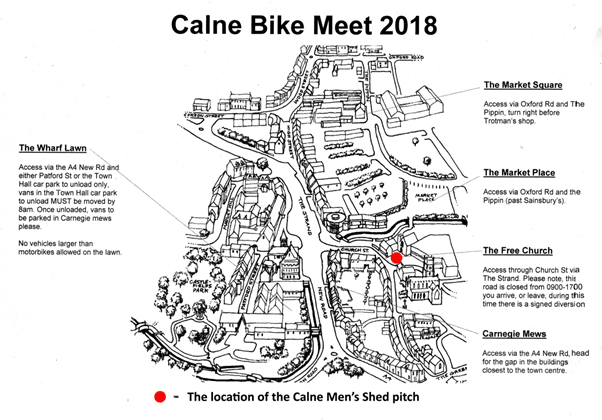 Calne Bike Meet 2018
The Market Square
Access via Oxford Rd and The
Pippin, turn right before
Trotman's shop.
The Wharf Lawn
Access via the A4 New Rd and
either Patford St or the Town
Hall car park to unload only,
vans in the Town Hall car park
to unload MUST be moved by
8am. Once unloaded, vans to
be parked in Carnegie mews
please.
No vehicles larger than
motorbikes allowed on the lawn.
The Market Place
Access via Oxford Rd and the
Pippin (past Sainsbury's).
The Free Church
Access through Church St via
The Strand. Please note, this
road is closed from 0900-1700
you arrive, or leave, during this
time there is a signed diversion
Carnegie Mews
Access via the A4 New Rd, head
for the gap in the buildings
closest to the town centre.
OXFORD ROAD
THE PIPPIN
MARKET
PLACE
THE STRAND
CHURCH ST
PARK
NEW ROAD
- The location of the Calne Men's Shed pitch